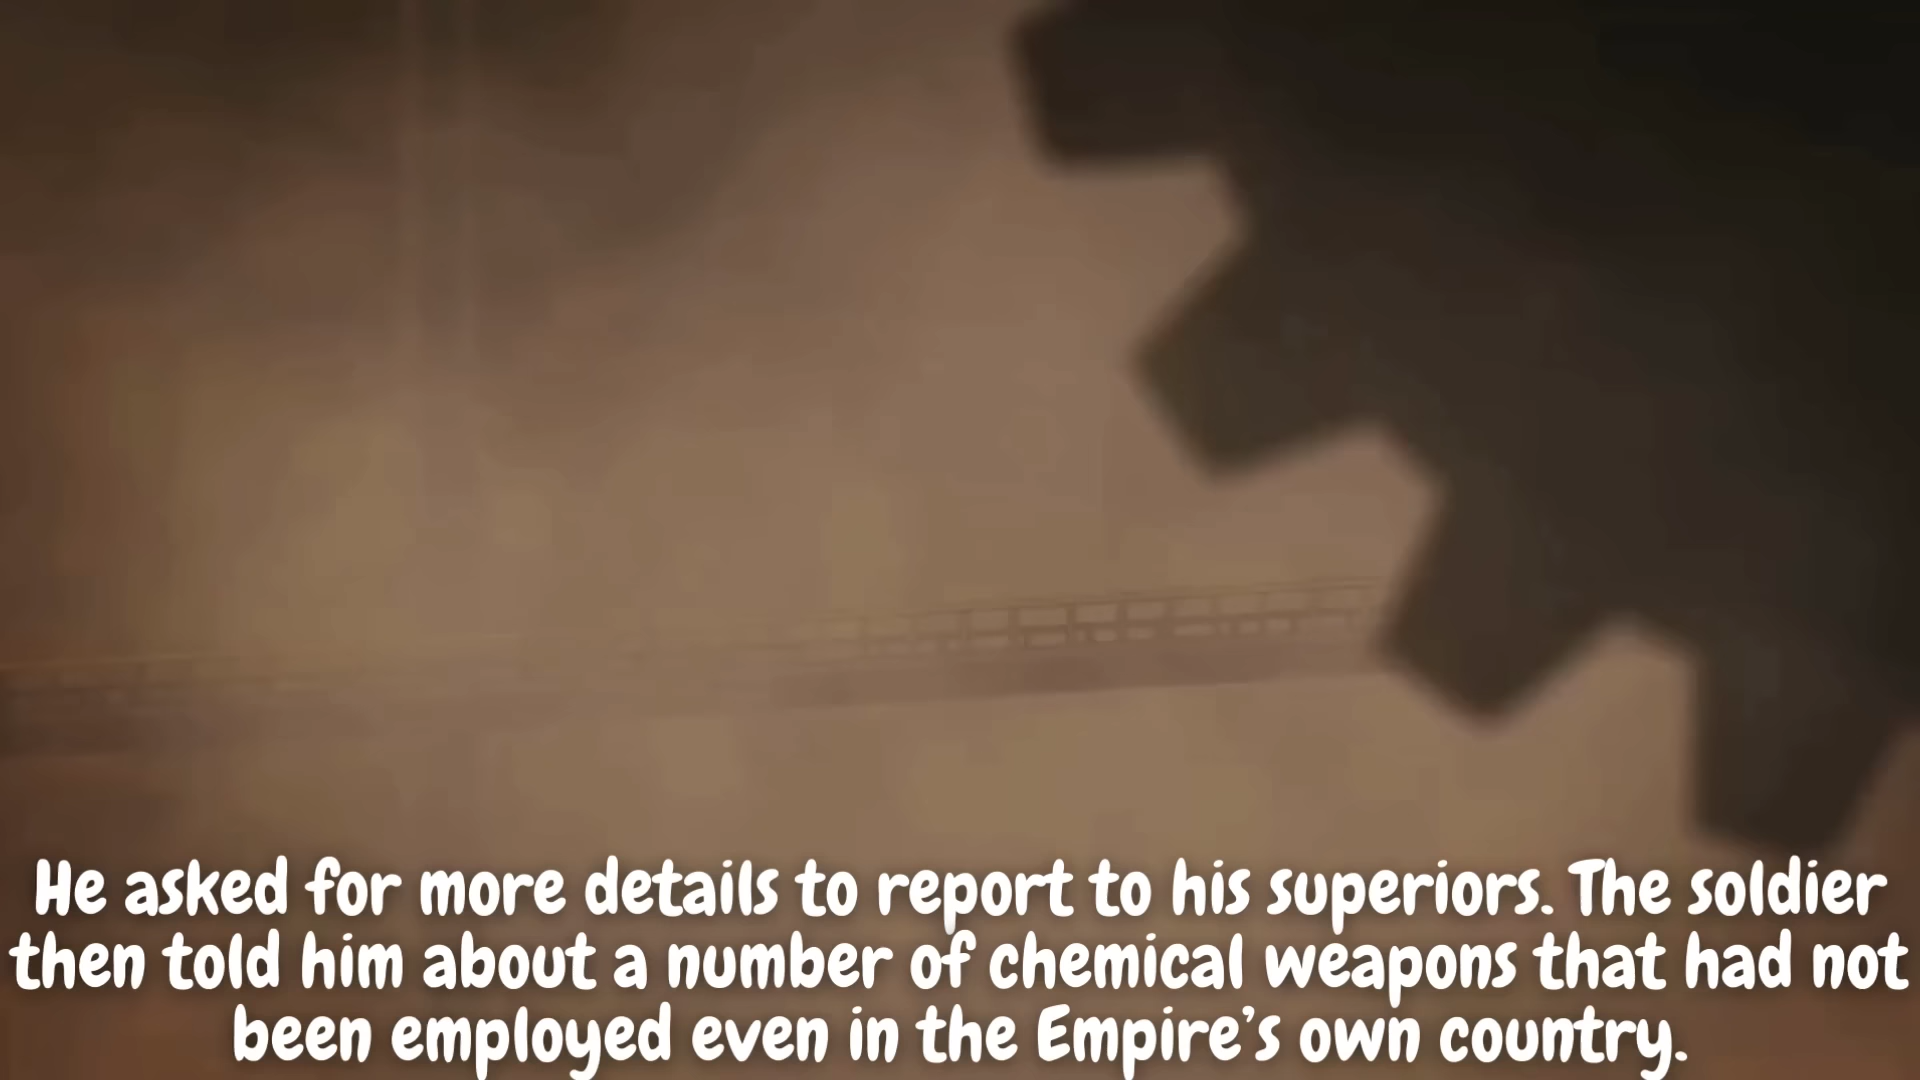 He asked for more details to report to his superiors. The soldier
then told him about a number of chemical weapons that had not
been employed even in the Empire’s own country.